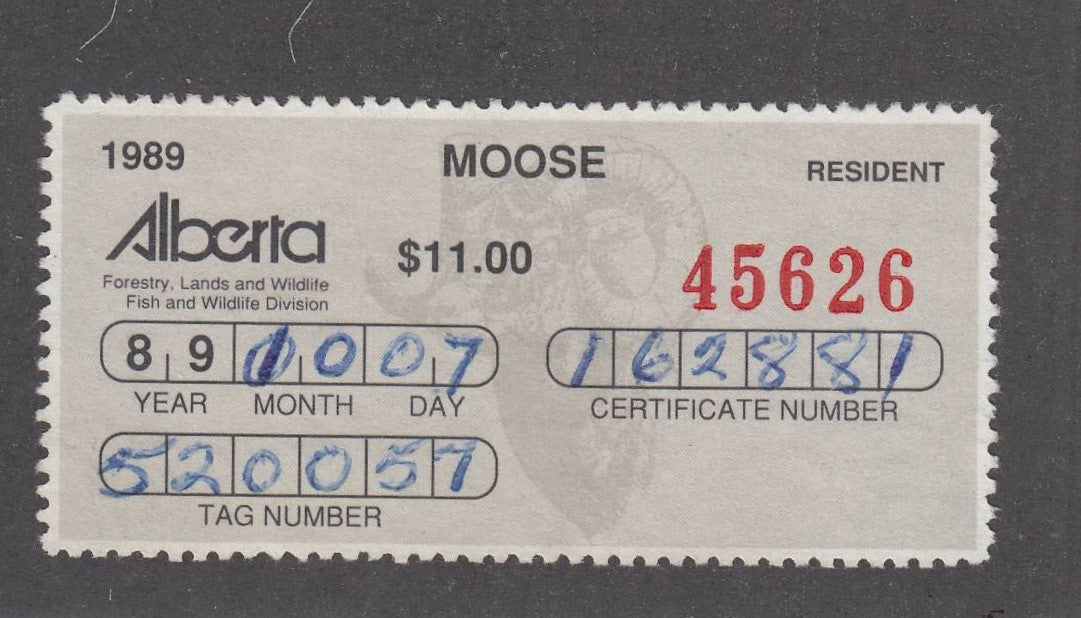 1989 MOOSE RESIDENT
Alberta $11.00 45626
Forestry, Lands and Wildlife
Fish and Wildlife Division
8 9 1 0 0 7 1 6 2 8 8 1
YEAR MONTH DAY CERTIFICATE NUMBER
5 2 0 0 5 7
TAG NUMBER